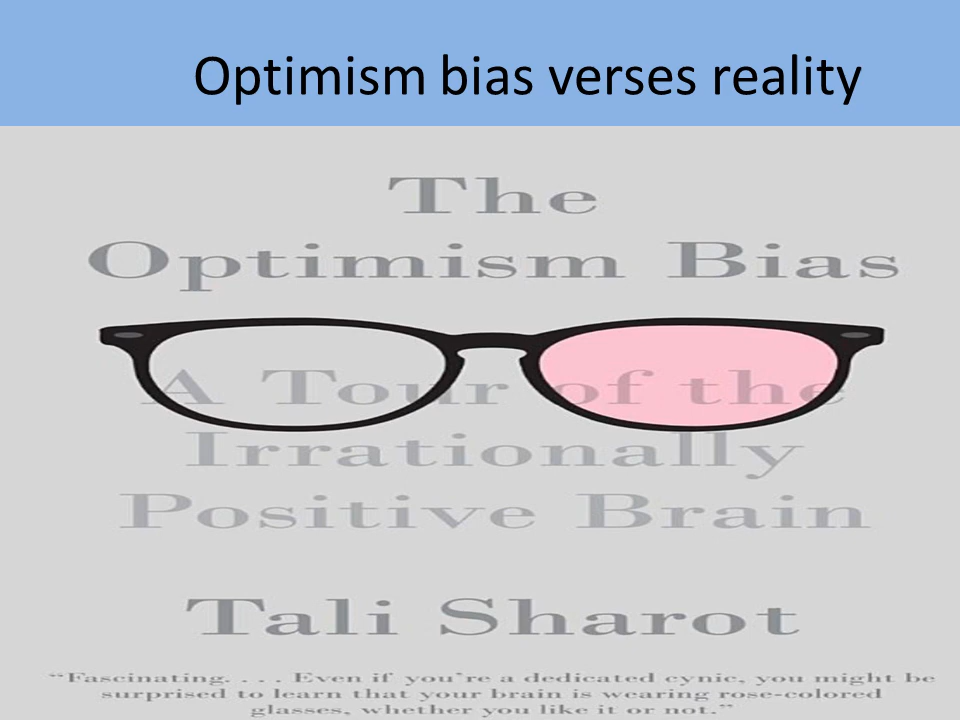 Optimism bias verses reality
The
Optimism Bias
A Tour of the
Irrationally
Positive Brain
Tali Sharot
“Fascinating. . . . Even if you’re a dedicated cynic, you might be
surprised to learn that your brain is wearing rose-colored
glasses, whether you like it or not.”